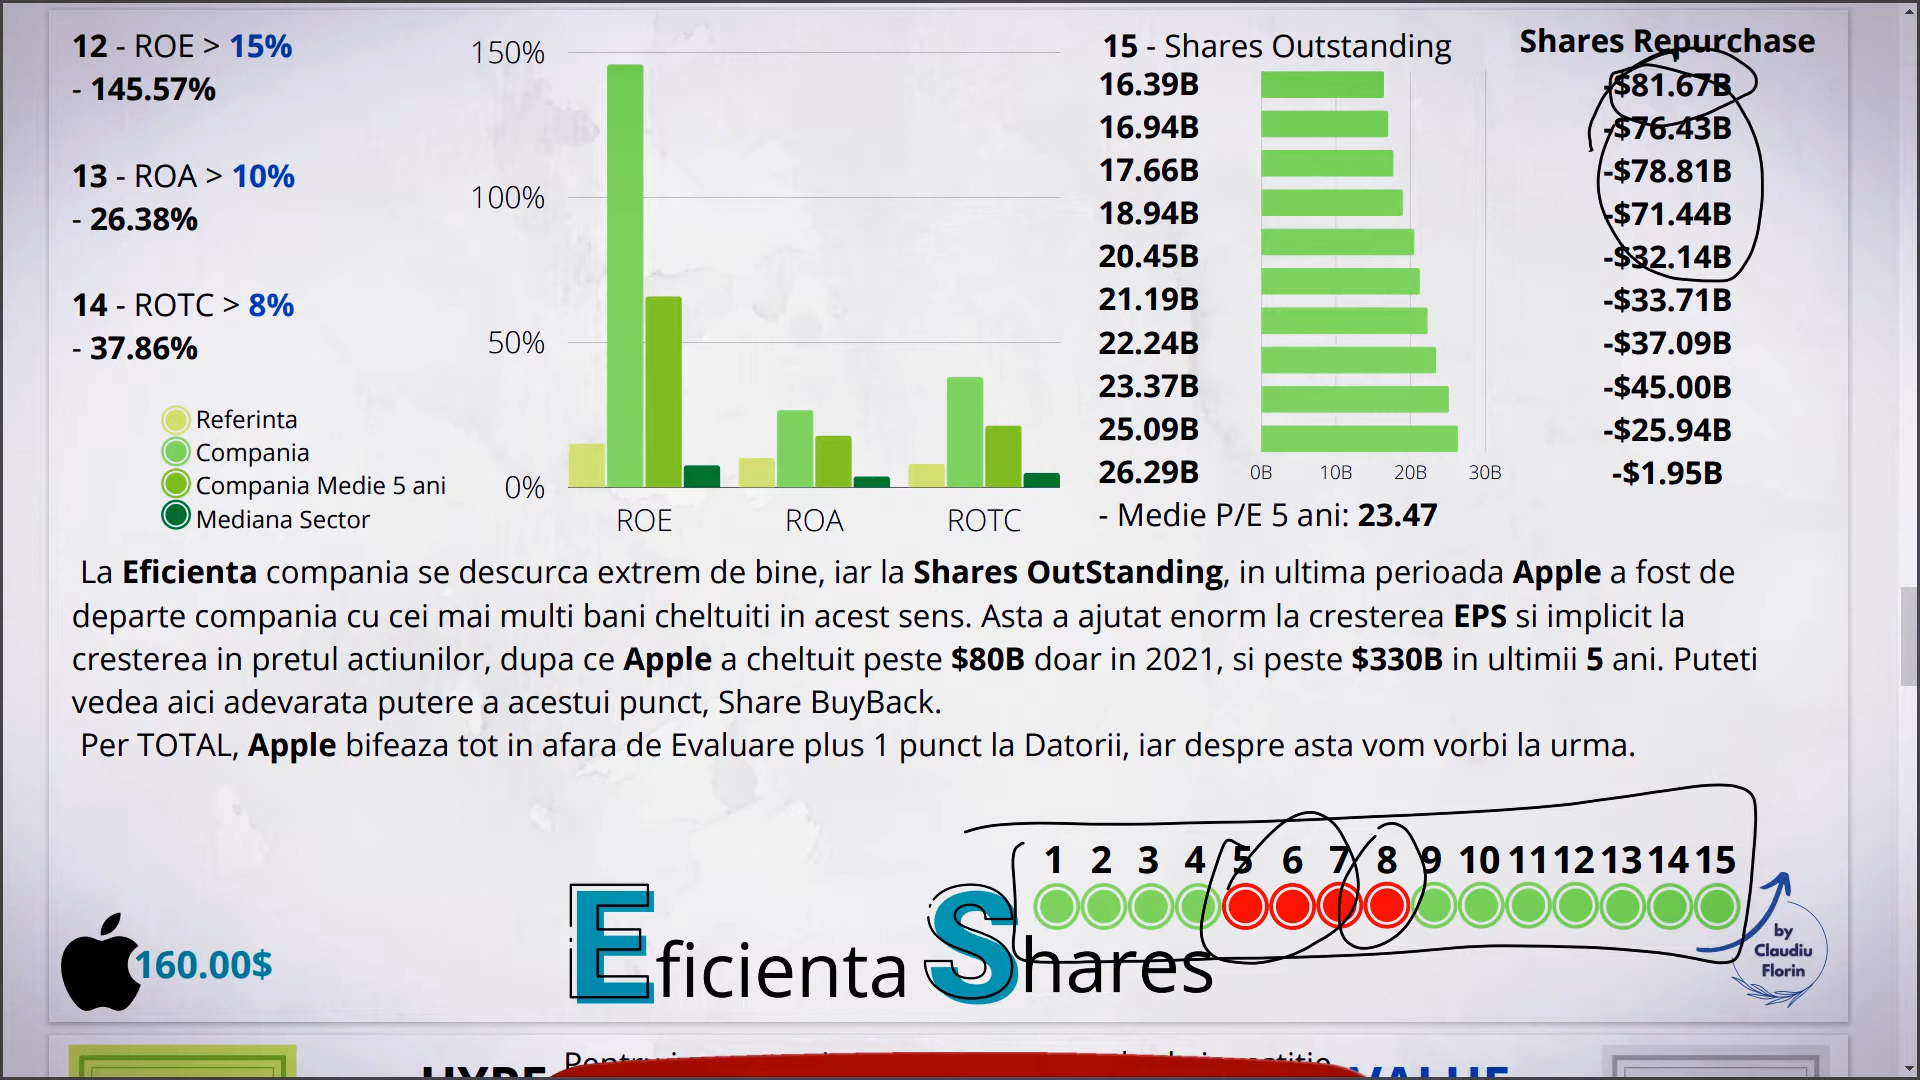 12 - ROE > 15%
- 145.57%
13 - ROA > 10%
- 26.38%
14 - ROTC > 8%
- 37.86%
Referinta
Compania
Compania Medie 5 ani
Mediana Sector
150%
100%
50%
0%
ROE ROA ROTC
15 - Shares Outstanding
16.39B
16.94B
17.66B
18.94B
20.45B
21.19B
22.24B
23.37B
25.09B
26.29B
0B 10B 20B 30B
- Medie P/E 5 ani: 23.47
Shares Repurchase
-$81.67B
-$76.43B
-$78.81B
-$71.44B
-$32.14B
-$33.71B
-$37.09B
-$45.00B
-$25.94B
-$1.95B
La Eficienta compania se descurca extrem de bine, iar la Shares OutStanding, in ultima perioada Apple a fost de
departe compania cu cei mai multi bani cheltuiti in acest sens. Asta a ajutat enorm la cresterea EPS si implicit la
cresterea in pretul actiunilor, dupa ce Apple a cheltuit peste $80B doar in 2021, si peste $330B in ultimii 5 ani. Puteti
vedea aici adevarata putere a acestui punct, Share BuyBack.
Per TOTAL, Apple bifeaza tot in afara de Evaluare plus 1 punct la Datorii, iar despre asta vom vorbi la urma.
1 2 3 4 5 6 7 8 9 10 11 12 13 14 15
160.00$
Eficienta Shares
by
Claudiu
Florin
HYPE
VALUE